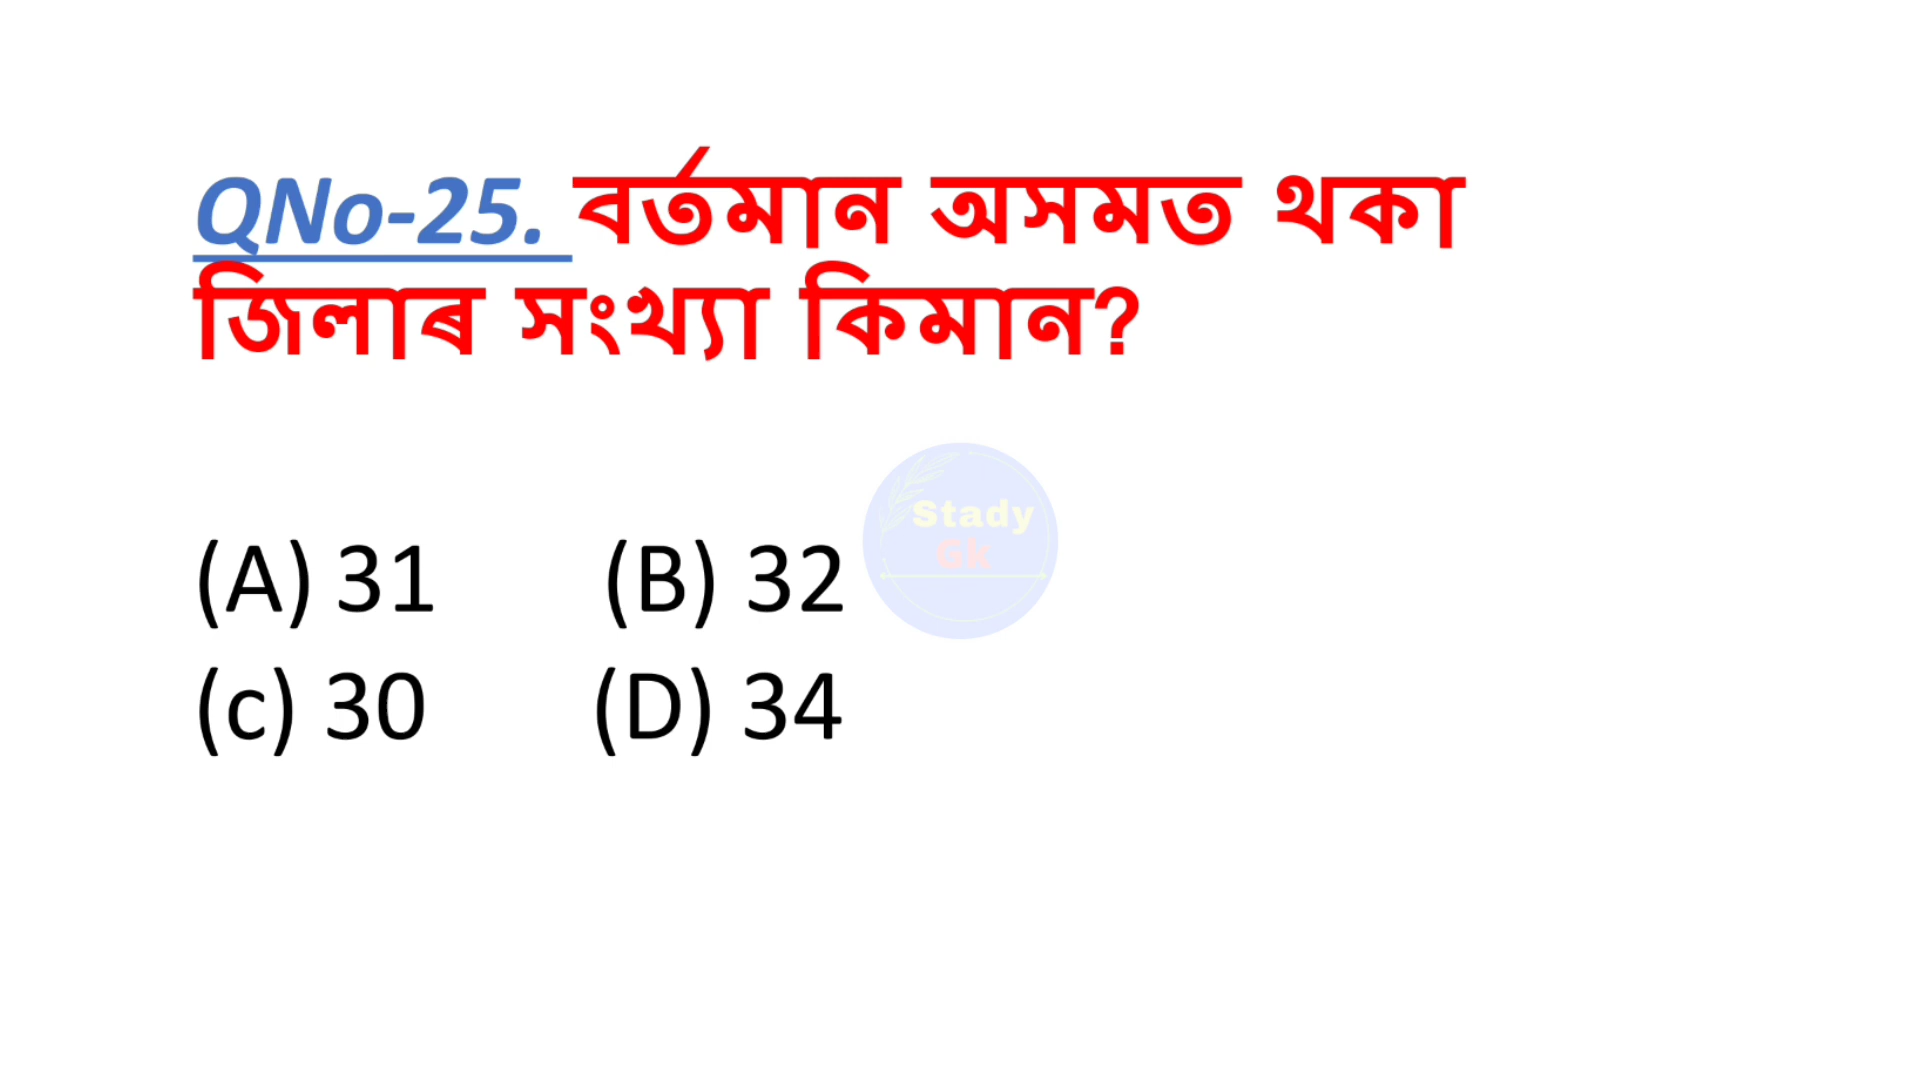 QNo-25. বৰ্তমান অসমত থকা
জিলাৰ সংখ্যা কিমান?
Stady
Gk
(A) 31 (B) 32
(c) 30 (D) 34